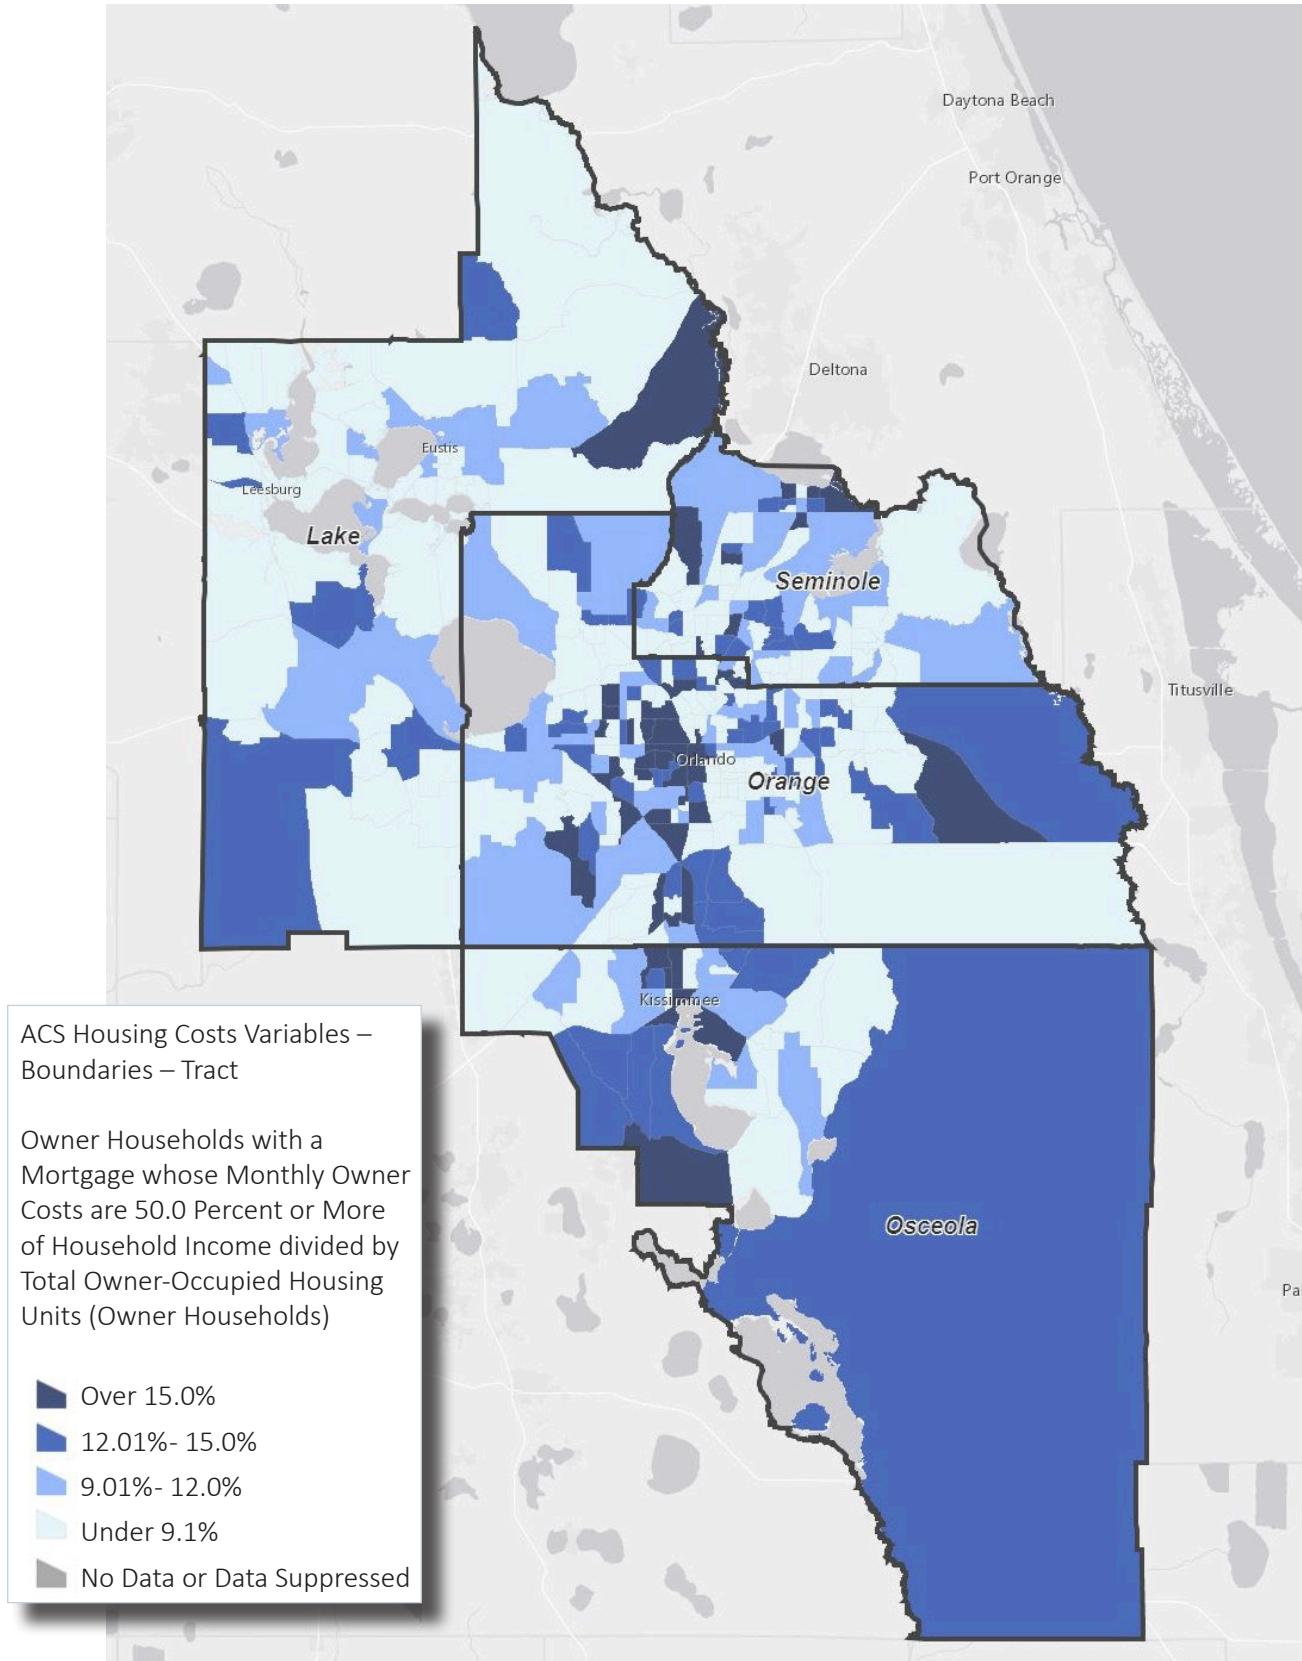 Daytona Beach
Port Orange
Deltona
Eustis
Leesburg
Lake
Seminole
Titusville
Orlando
Orange
Kissimmee
Osceola
Pa
ACS Housing Costs Variables –
Boundaries – Tract
Owner Households with a
Mortgage whose Monthly Owner
Costs are 50.0 Percent or More
of Household Income divided by
Total Owner-Occupied Housing
Units (Owner Households)
Over 15.0%
12.01%- 15.0%
9.01%- 12.0%
Under 9.1%
No Data or Data Suppressed